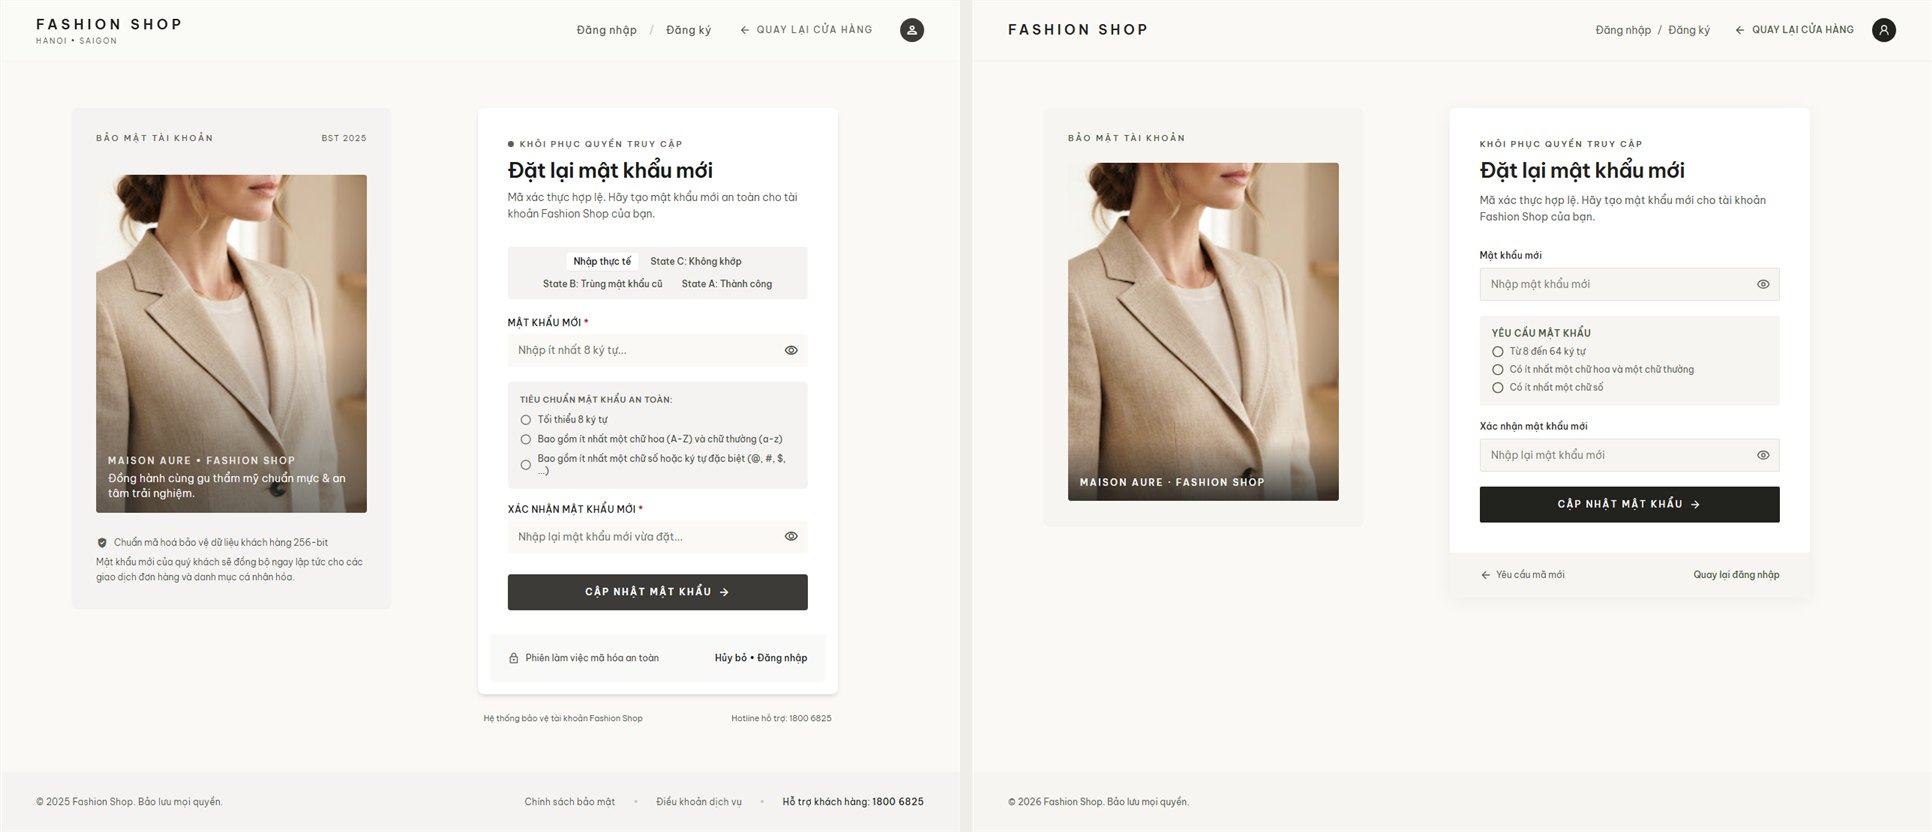 FASHION SHOP
HANOI • SAIGON
Đăng nhập / Đăng ký
← QUAY LẠI CỬA HÀNG
BẢO MẬT TÀI KHOẢN
BST 2025
MAISON AURE • FASHION SHOP
Đồng hành cùng gu thẩm mỹ chuẩn mực & an
tâm trải nghiệm.
Chuẩn mã hoá bảo vệ dữ liệu khách hàng 256-bit
Mật khẩu mới của quý khách sẽ đồng bộ ngay lập tức cho các
giao dịch đơn hàng và danh mục cá nhân hóa.
KHÔI PHỤC QUYỀN TRUY CẬP
Đặt lại mật khẩu mới
Mã xác thực hợp lệ. Hãy tạo mật khẩu mới an toàn cho tài
khoản Fashion Shop của bạn.
Nhập thực tế
State C: Không khớp
State B: Trùng mật khẩu cũ
State A: Thành công
MẬT KHẨU MỚI *
Nhập ít nhất 8 ký tự...
TIÊU CHUẨN MẬT KHẨU AN TOÀN:
Tối thiểu 8 ký tự
Bao gồm ít nhất một chữ hoa (A-Z) và chữ thường (a-z)
Bao gồm ít nhất một chữ số hoặc ký tự đặc biệt (@, #, $,
...)
XÁC NHẬN MẬT KHẨU MỚI *
Nhập lại mật khẩu mới vừa đặt...
CẬP NHẬT MẬT KHẨU →
Phiên làm việc mã hóa an toàn
Hủy bỏ • Đăng nhập
Hệ thống bảo vệ tài khoản Fashion Shop
Hotline hỗ trợ: 1800 6825
© 2025 Fashion Shop. Bảo lưu mọi quyền.
Chính sách bảo mật • Điều khoản dịch vụ • Hỗ trợ khách hàng: 1800 6825
FASHION SHOP
Đăng nhập / Đăng ký
← QUAY LẠI CỬA HÀNG
BẢO MẬT TÀI KHOẢN
MAISON AURE · FASHION SHOP
KHÔI PHỤC QUYỀN TRUY CẬP
Đặt lại mật khẩu mới
Mã xác thực hợp lệ. Hãy tạo mật khẩu mới cho tài khoản
Fashion Shop của bạn.
Mật khẩu mới
Nhập mật khẩu mới
YÊU CẦU MẬT KHẨU
Từ 8 đến 64 ký tự
Có ít nhất một chữ hoa và một chữ thường
Có ít nhất một chữ số
Xác nhận mật khẩu mới
Nhập lại mật khẩu mới
CẬP NHẬT MẬT KHẨU →
← Yêu cầu mã mới
Quay lại đăng nhập
© 2026 Fashion Shop. Bảo lưu mọi quyền.